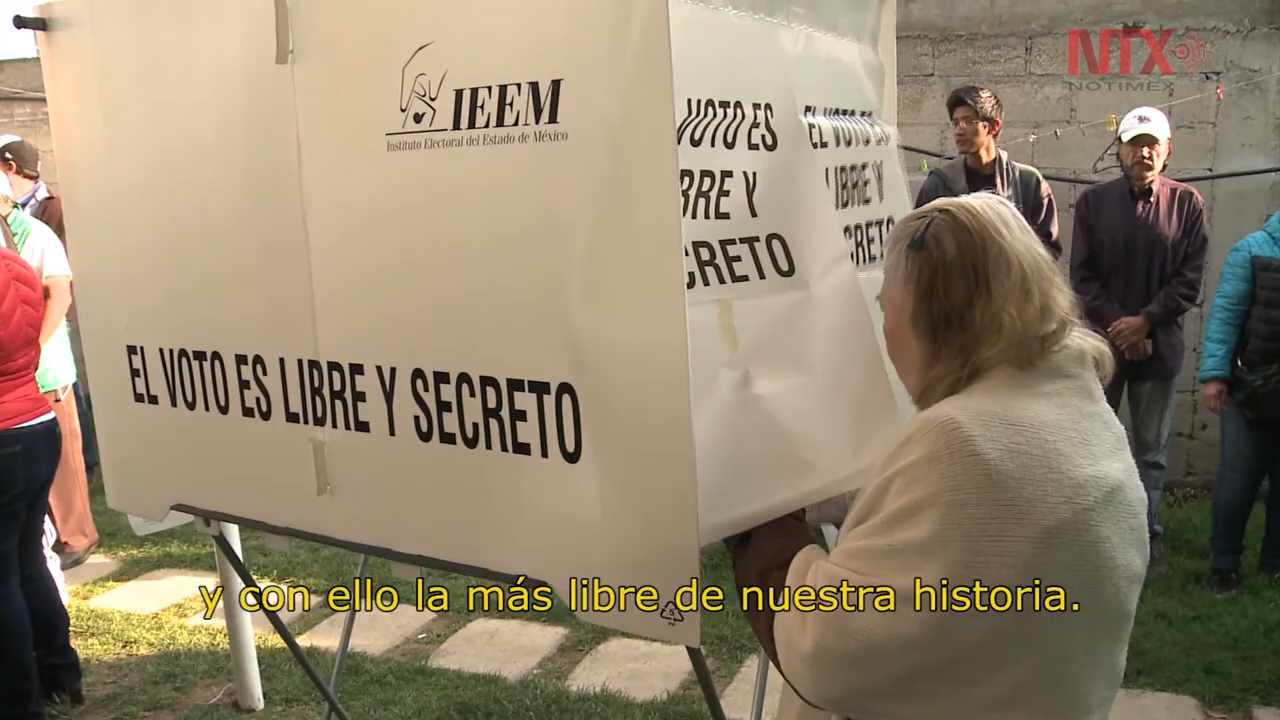 NTX
NOTIMEX
IEEM
Instituto Electoral del Estado de México
VOTO ES
BRE Y
CRETO
EL VOTO ES
IBRE Y
CRETO
EL VOTO ES LIBRE Y SECRETO
y con ello la más libre de nuestra historia.